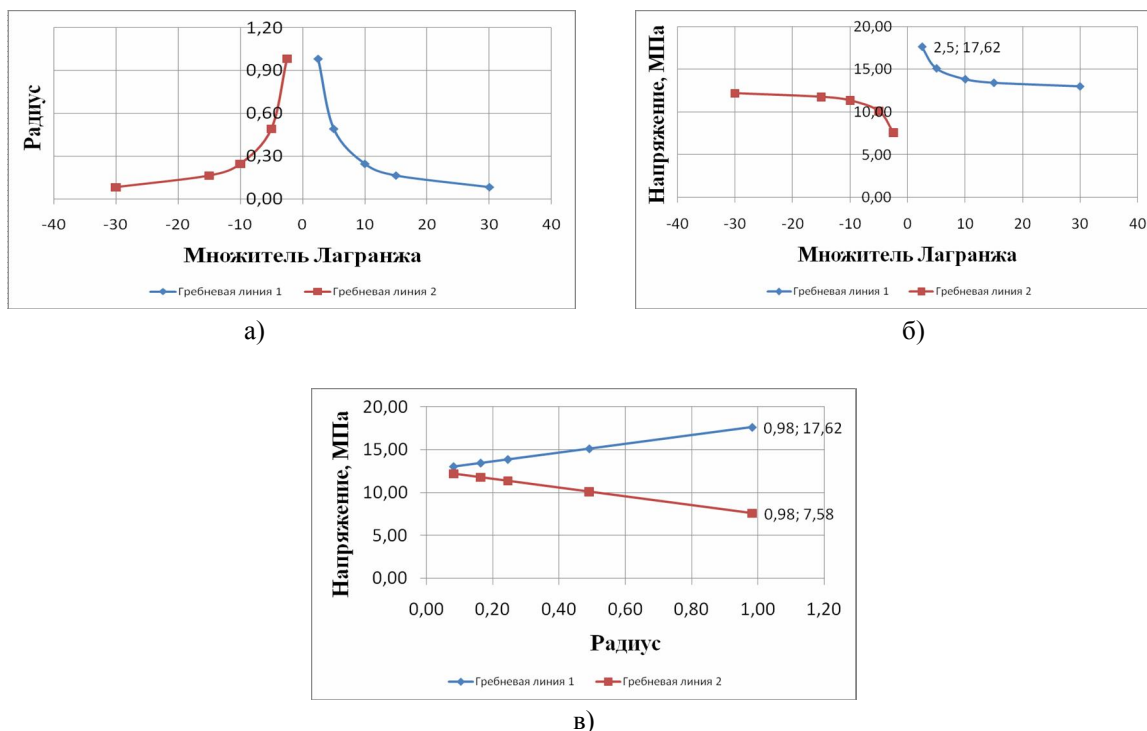 1,20
0,90
0,60
0,30
0,00
-40 -30 -20 -10 0 10 20 30 40
Радиус
Множитель Лагранжа
Гребневая линия 1 Гребневая линия 2
а)
20,00
15,00
10,00
5,00
0,00
2,5; 17,62
-40 -30 -20 -10 0 10 20 30 40
Напряжение, МПа
Множитель Лагранжа
Гребневая линия 1 Гребневая линия 2
б)
20,00
15,00
10,00
5,00
0,00
0,98; 17,62
0,98; 7,58
0,00 0,20 0,40 0,60 0,80 1,00 1,20
Напряжение, МПа
Радиус
Гребневая линия 1 Гребневая линия 2
в)